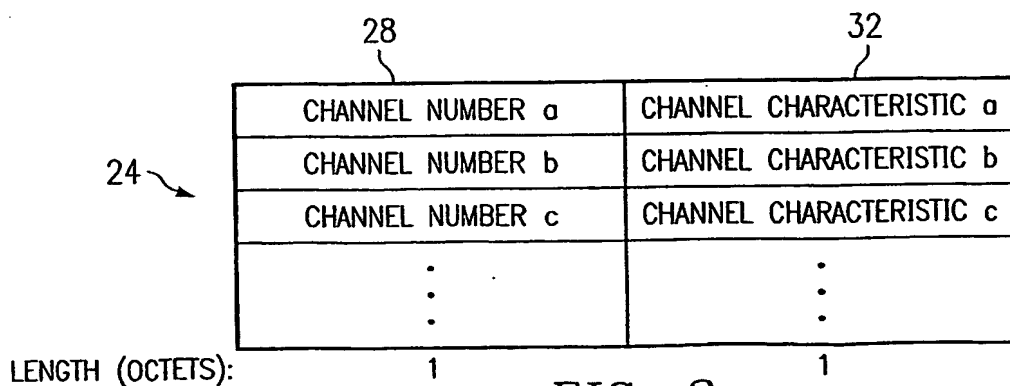 28 32
CHANNEL NUMBER a CHANNEL CHARACTERISTIC a
CHANNEL NUMBER b CHANNEL CHARACTERISTIC b
24
CHANNEL NUMBER c CHANNEL CHARACTERISTIC c
LENGTH (OCTETS): 1 1